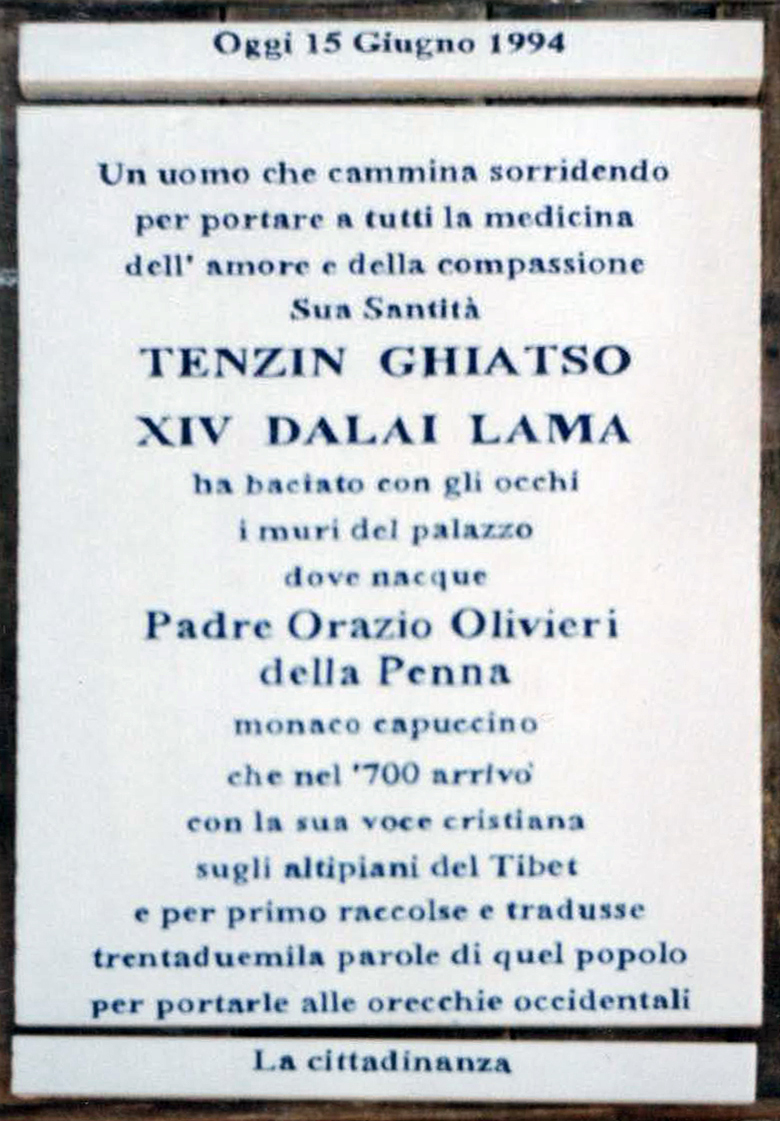 Oggi 15 Giugno 1994
Un uomo che cammina sorridendo
per portare a tutti la medicina
dell' amore e della compassione
Sua Santità
TENZIN GHIATSO
XIV DALAI LAMA
ha baciato con gli occhi
i muri del palazzo
dove nacque
Padre Orazio Olivieri
della Penna
monaco capuccino
che nel '700 arrivò
con la sua voce cristiana
sugli altipiani del Tibet
e per primo raccolse e tradusse
trentaduemila parole di quel popolo
per portarle alle orecchie occidentali
La cittadinanza